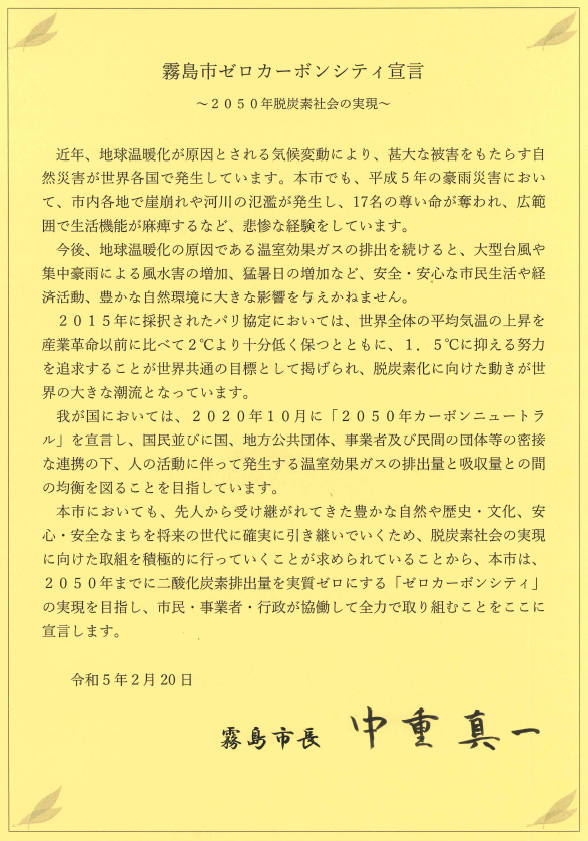 霧島市ゼロカーボンシティ宣言
～２０５０年脱炭素社会の実現～
近年、地球温暖化が原因とされる気候変動により、甚大な被害をもたらす自
然災害が世界各国で発生しています。本市でも、平成５年の豪雨災害におい
て、市内各地で崖崩れや河川の氾濫が発生し、17名の尊い命が奪われ、広範
囲で生活機能が麻痺するなど、悲惨な経験をしています。
今後、地球温暖化の原因である温室効果ガスの排出を続けると、大型台風や
集中豪雨による風水害の増加、猛暑日の増加など、安全・安心な市民生活や経
済活動、豊かな自然環境に大きな影響を与えかねません。
２０１５年に採択されたパリ協定においては、世界全体の平均気温の上昇を
産業革命以前に比べて２℃より十分低く保つとともに、１．５℃に抑える努力
を追求することが世界共通の目標として掲げられ、脱炭素化に向けた動きが世
界の大きな潮流となっています。
我が国においては、２０２０年１０月に「２０５０年カーボンニュートラ
ル」を宣言し、国民並びに国、地方公共団体、事業者及び民間の団体等の密接
な連携の下、人の活動に伴って発生する温室効果ガスの排出量と吸収量との間
の均衡を図ることを目指しています。
本市においても、先人から受け継がれてきた豊かな自然や歴史・文化、安
心・安全なまちを将来の世代に確実に引き継いでいくため、脱炭素社会の実現
に向けた取組を積極的に行っていくことが求められていることから、本市は、
２０５０年までに二酸化炭素排出量を実質ゼロにする「ゼロカーボンシティ」
の実現を目指し、市民・事業者・行政が協働して全力で取り組むことをここに
宣言します。
令和５年２月 20 日
霧島市長 中重真一